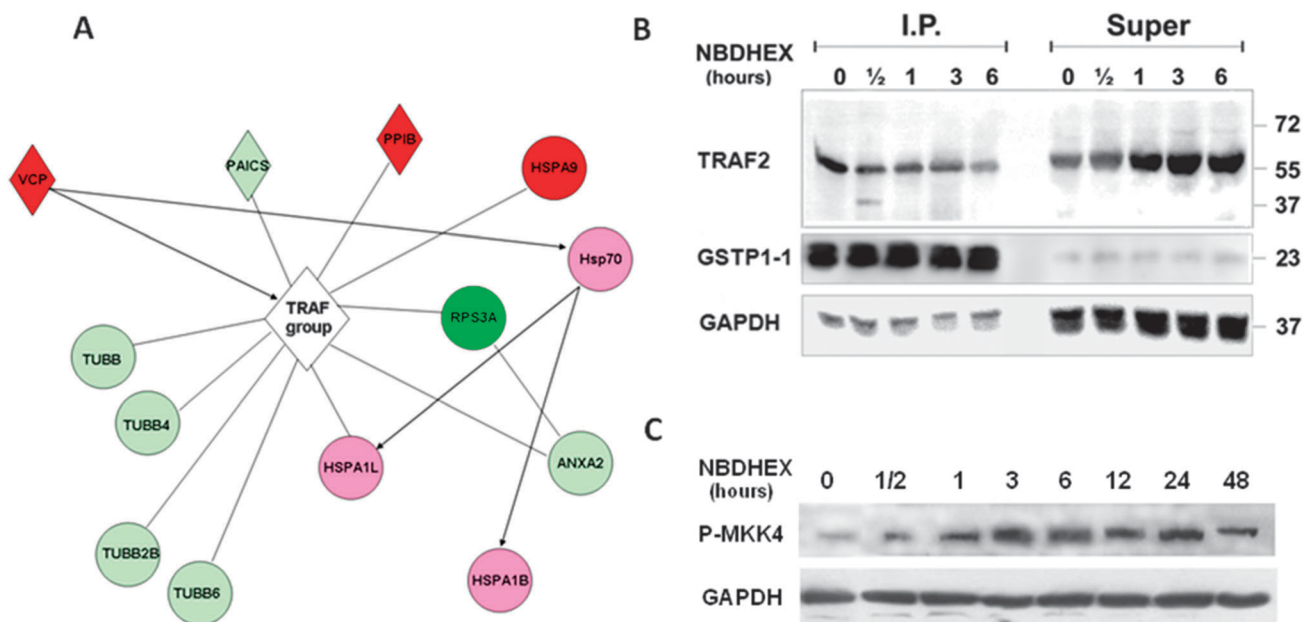 A
VCP
PAICS
PPIB
HSPA9
Hsp70
TRAF
group
RPS3A
TUBB
TUBB4
HSPA1L
ANXA2
TUBB2B
TUBB6
HSPA1B
B
I.P. Super
NBDHEX
(hours)
0 ½ 1 3 6 0 ½ 1 3 6
TRAF2
72
55
37
GSTP1-1 23
GAPDH 37
C
NBDHEX
(hours)
0 1/2 1 3 6 12 24 48
P-MKK4
GAPDH